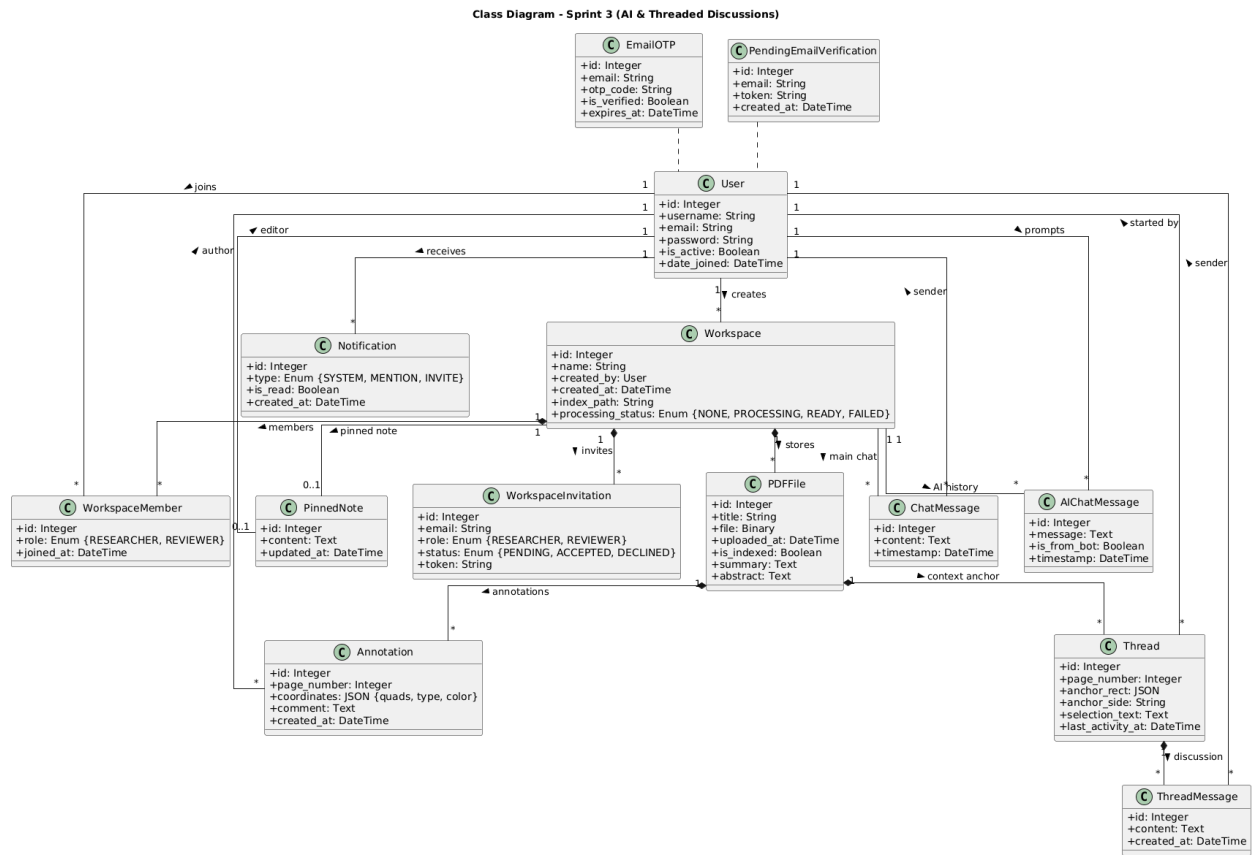 Class Diagram - Sprint 3 (AI & Threaded Discussions)
C EmailOTP
+id: Integer
+email: String
+otp_code: String
+is_verified: Boolean
+expires_at: DateTime
C PendingEmailVerification
+id: Integer
+email: String
+token: String
+created_at: DateTime
C User
+id: Integer
+username: String
+email: String
+password: String
+is_active: Boolean
+date_joined: DateTime
joins
1
1
1
1
1
1
1
1
editor
author
receives
prompts
started by
sender
sender
1
creates
*
*
C Notification
+id: Integer
+type: Enum {SYSTEM, MENTION, INVITE}
+is_read: Boolean
+created_at: DateTime
C Workspace
+id: Integer
+name: String
+created_by: User
+created_at: DateTime
+index_path: String
+processing_status: Enum {NONE, PROCESSING, READY, FAILED}
1
members
pinned note
1
1
invites
1
stores
main chat
1
1
*
*
0..1
*
*
*
AI history
*
*
*
C WorkspaceMember
+id: Integer
+role: Enum {RESEARCHER, REVIEWER}
+joined_at: DateTime
0..1
C PinnedNote
+id: Integer
+content: Text
+updated_at: DateTime
C WorkspaceInvitation
+id: Integer
+email: String
+role: Enum {RESEARCHER, REVIEWER}
+status: Enum {PENDING, ACCEPTED, DECLINED}
+token: String
C PDFFile
+id: Integer
+title: String
+file: Binary
+uploaded_at: DateTime
+is_indexed: Boolean
+summary: Text
+abstract: Text
C ChatMessage
+id: Integer
+content: Text
+timestamp: DateTime
C AIChatMessage
+id: Integer
+message: Text
+is_from_bot: Boolean
+timestamp: DateTime
1
annotations
1
context anchor
*
*
*
*
C Annotation
+id: Integer
+page_number: Integer
+coordinates: JSON {quads, type, color}
+comment: Text
+created_at: DateTime
C Thread
+id: Integer
+page_number: Integer
+anchor_rect: JSON
+anchor_side: String
+selection_text: Text
+last_activity_at: DateTime
1
discussion
*
*
C ThreadMessage
+id: Integer
+content: Text
+created_at: DateTime